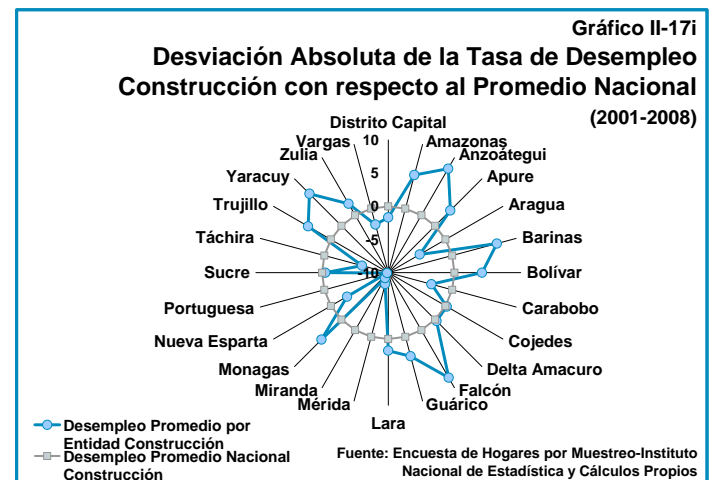 Gráfico II-17i
Desviación Absoluta de la Tasa de Desempleo
Construcción con respecto al Promedio Nacional
(2001-2008)
Distrito Capital
Vargas
Amazonas
Zulia
Anzoátegui
Yaracuy
Apure
Trujillo
Aragua
Táchira
Barinas
Sucre
Bolívar
Portuguesa
Carabobo
Nueva Esparta
Cojedes
Monagas
Delta Amacuro
Miranda
Falcón
Mérida
Guárico
Lara
10
5
0
-5
-10
Desempleo Promedio por
Entidad Construcción
Desempleo Promedio Nacional
Construcción
Fuente: Encuesta de Hogares por Muestreo-Instituto
Nacional de Estadística y Cálculos Propios